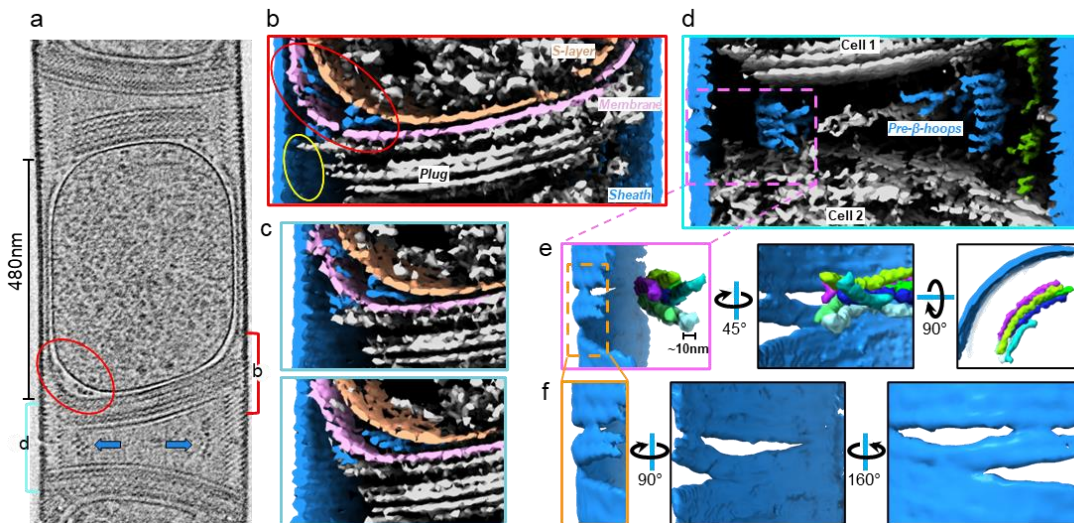 a
480nm
b
d
b
S-layer
Membrane
Plug
Sheath
c
d
Cell 1
Pre-β-hoops
Cell 2
e
~10nm
45°
90°
f
90°
160°